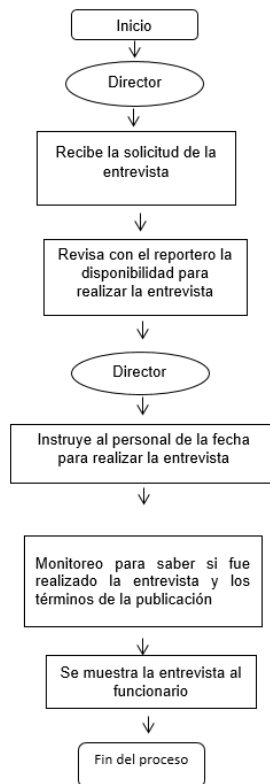 Inicio
Director
Recibe la solicitud de la
entrevista
Revisa con el reportero la
disponibilidad para
realizar la entrevista
Director
Instruye al personal de la fecha
para realizar la entrevista
Monitoreo para saber si fue
realizado la entrevista y los
términos de la publicación
Se muestra la entrevista al
funcionario
Fin del proceso